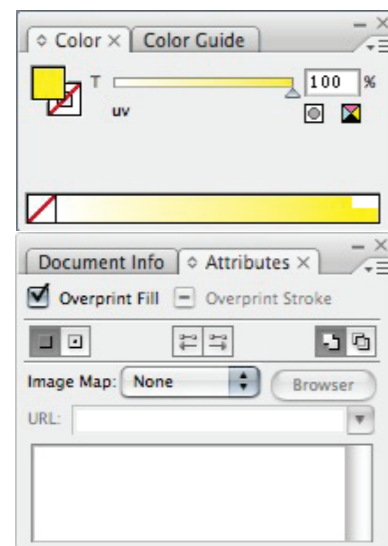 Color × Color Guide
T 100 %
uv
Document Info Attributes ×
Overprint Fill Overprint Stroke
Image Map: None Browser
URL: